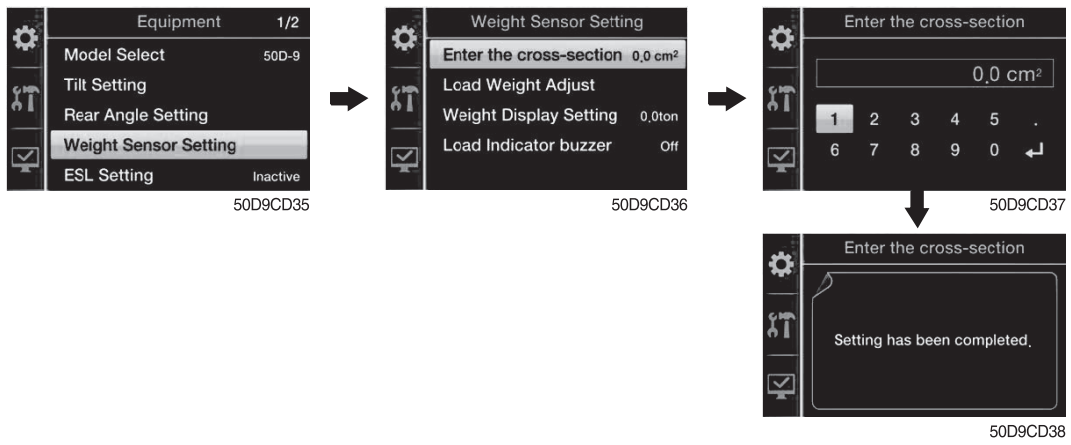 Equipment 1/2
Model Select 50D-9
Tilt Setting
Rear Angle Setting
Weight Sensor Setting
ESL Setting Inactive
50D9CD35
Weight Sensor Setting
Enter the cross-section 0.0 cm²
Load Weight Adjust
Weight Display Setting 0.0ton
Load Indicator buzzer Off
50D9CD36
Enter the cross-section
0.0 cm²
1 2 3 4 5 .
6 7 8 9 0 ↵
50D9CD37
Enter the cross-section
Setting has been completed.
50D9CD38